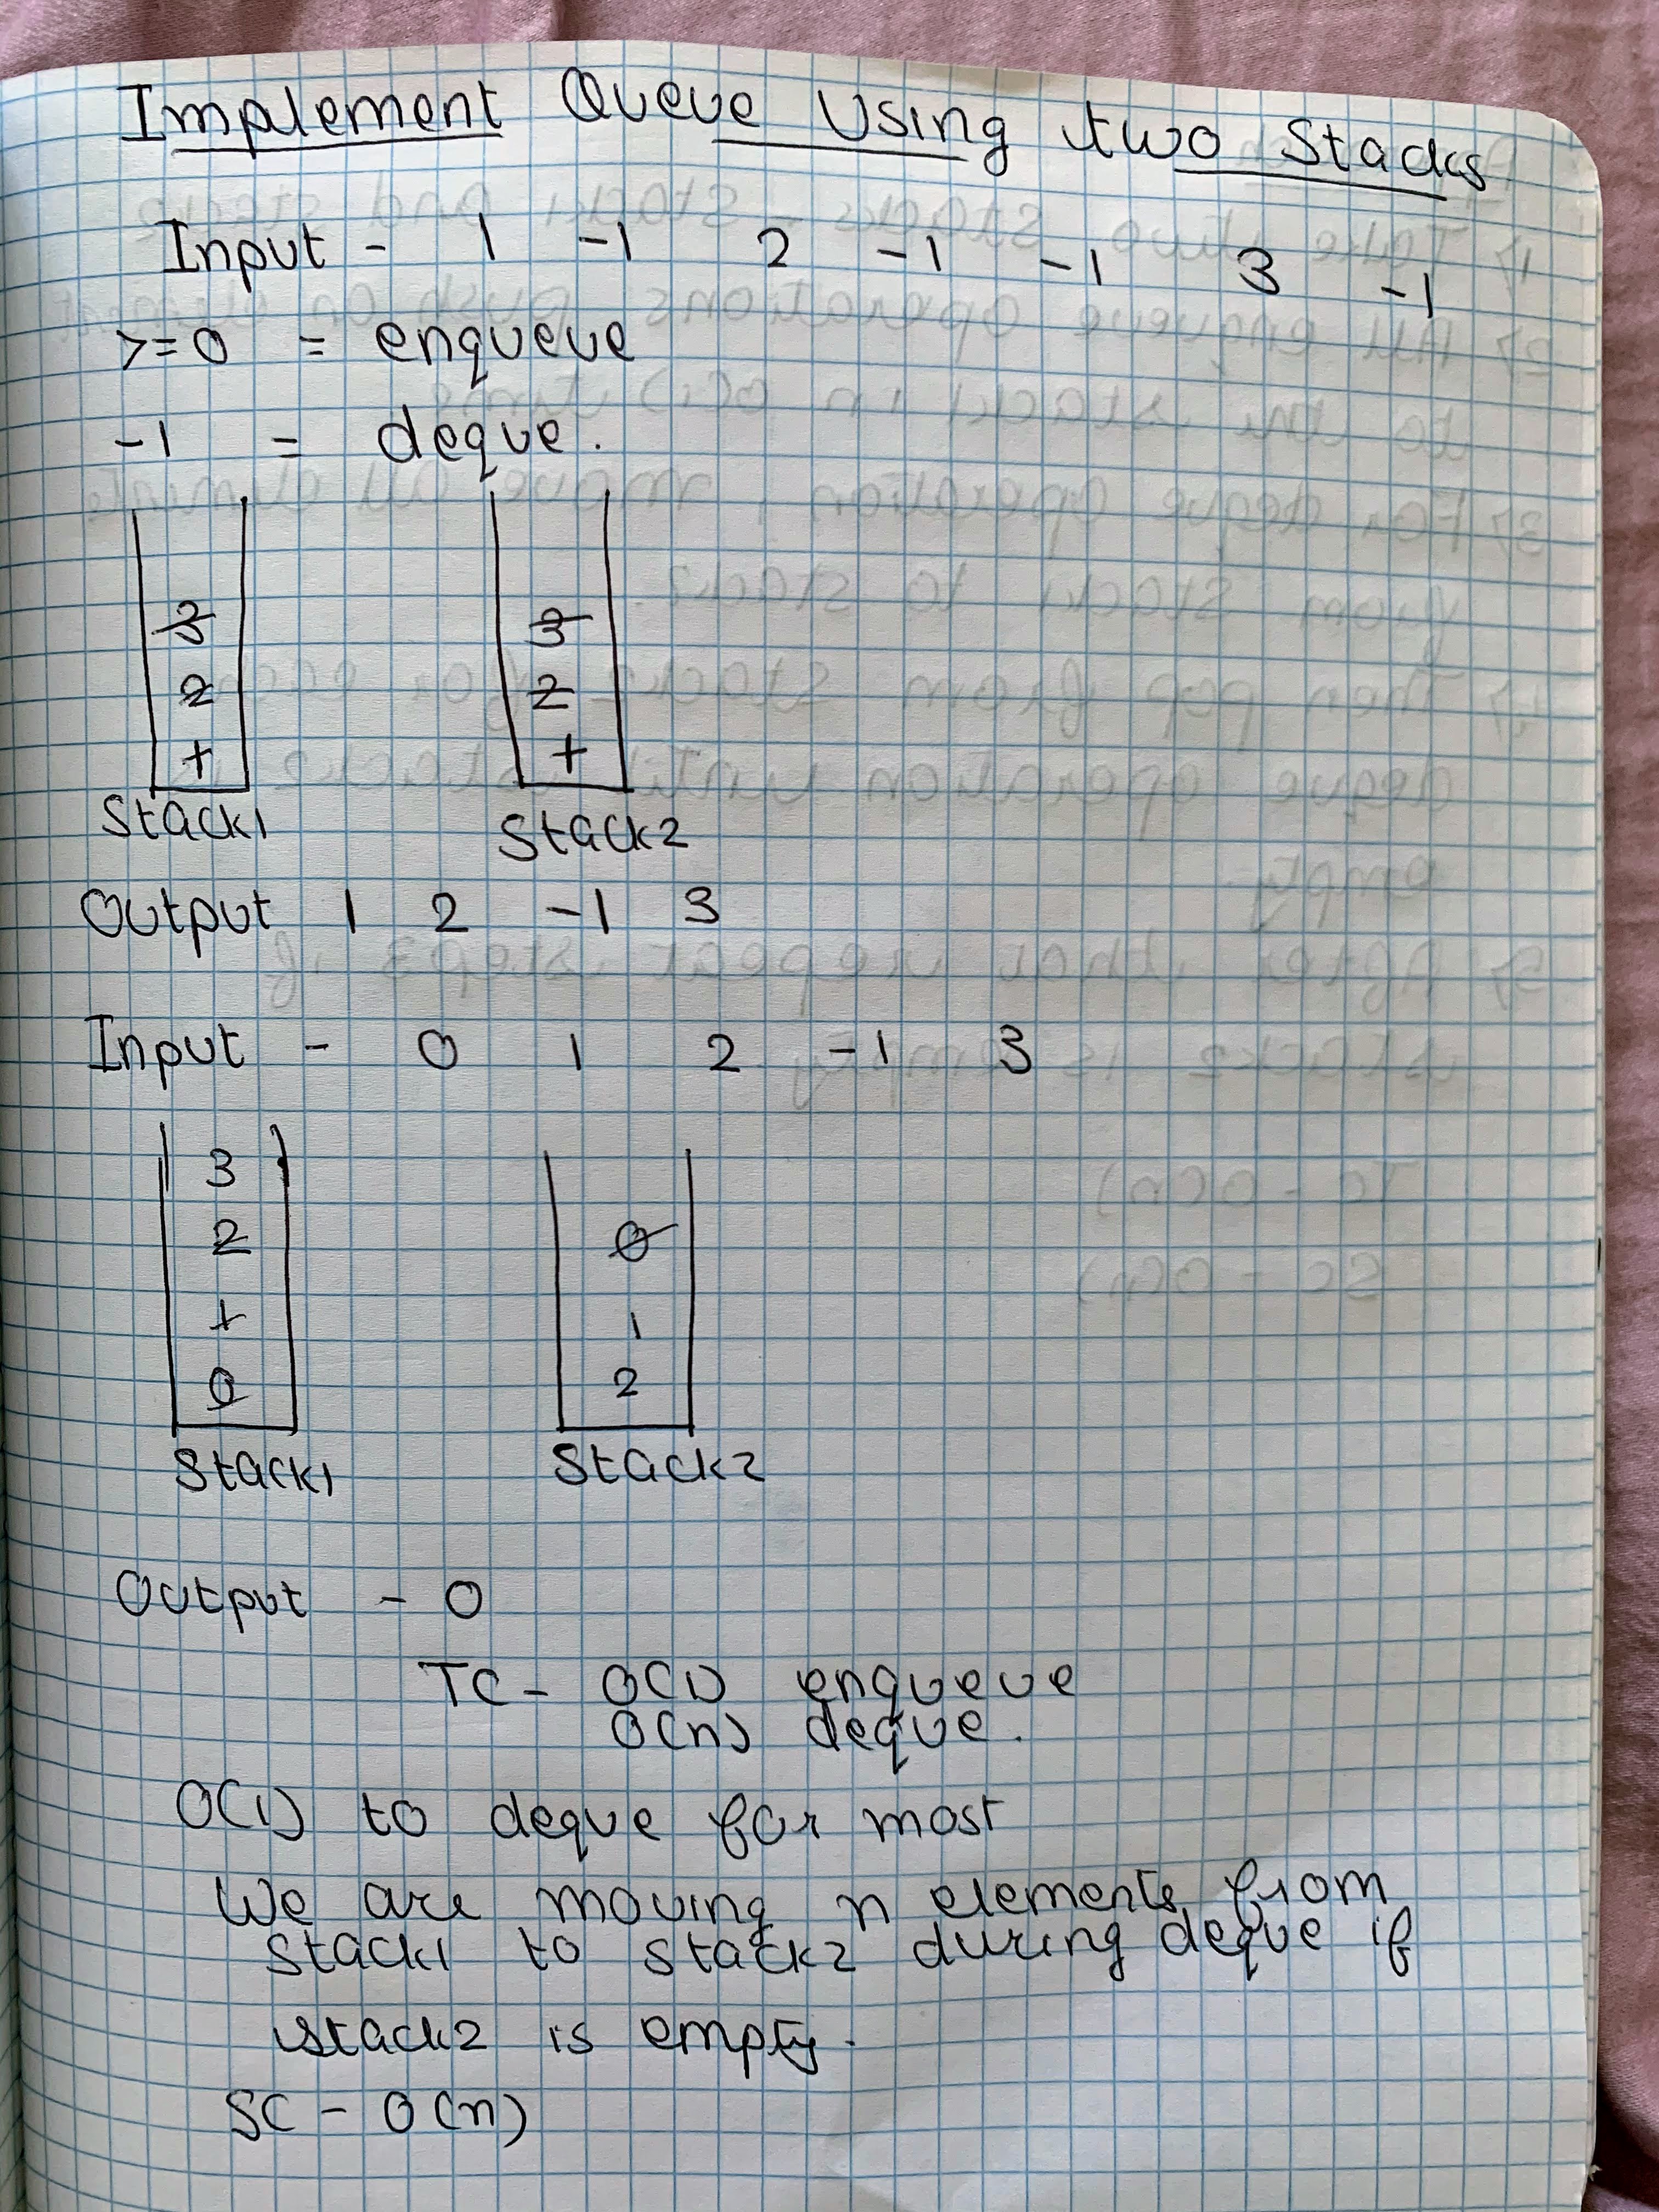 Implement Queue Using two Stacks
Input - 1 -1 2 -1 -1 3 -1
>=0 = enqueue
-1 = deque.
3 3
2 2
1 1
Stack1 Stack2
Output 1 2 -1 3
Input - 0 1 2 -1 3
3
2 0
1 1
0 2
Stack1 Stack2
Output - 0
TC - O(1) enqueue
O(n) deque.
O(1) to deque for most
We are moving n elements from
stack1 to stack2 during deque if
stack2 is empty.
SC - O(n)